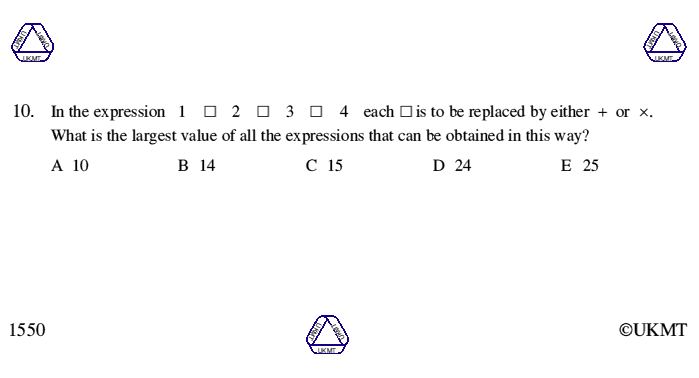 UKMT UKMT UKMT
UKMT UKMT UKMT
10. In the expression 1 □ 2 □ 3 □ 4 each □ is to be replaced by either + or ×.
What is the largest value of all the expressions that can be obtained in this way?
A 10 B 14 C 15 D 24 E 25
1550
UKMT UKMT UKMT
©UKMT